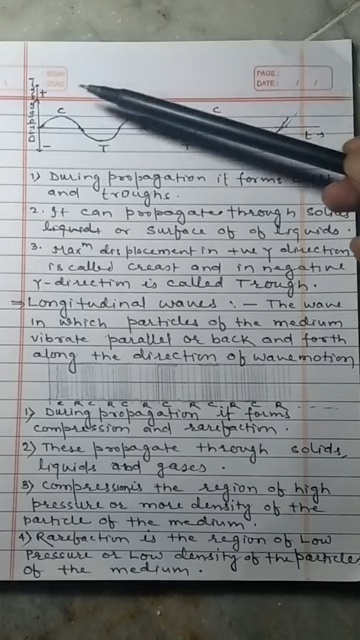 PAGE:
DATE: / /
+
Displacement
C
C
T
T
t→
−
1) During propagation it forms
and troughs.
2. It can propagate through solids
liquids or surface of of liquids.
3. Maxm displacement in +ve y direction
is called creast and in negative
Y-direction is called Trough.
⇒ Longitudinal waves :- The wave
in which particles of the medium
vibrate parallel or back and forth
along the direction of wave motion
C R C R C R C R C R C R
1) During propagation it forms
compression and rarefaction.
2) These propagate through solids,
liquids and gases.
3) Compression is the region of high
pressure or more density of the
particle of the medium.
4) Rarefaction is the region of Low
Pressure or Low density of the particles
of the medium.